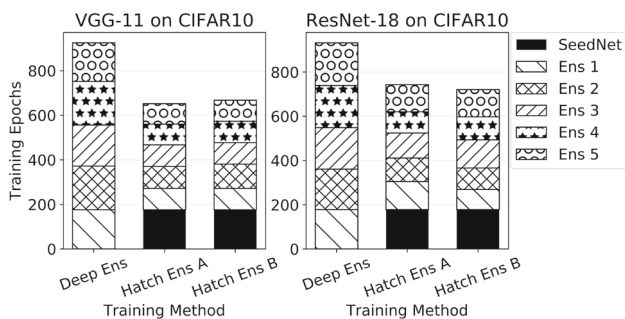 VGG-11 on CIFAR10
ResNet-18 on CIFAR10
Training Epochs
800
600
400
200
0
800
600
400
200
0
Deep Ens
Hatch Ens A
Hatch Ens B
Deep Ens
Hatch Ens A
Hatch Ens B
Training Method
Training Method
SeedNet
Ens 1
Ens 2
Ens 3
Ens 4
Ens 5